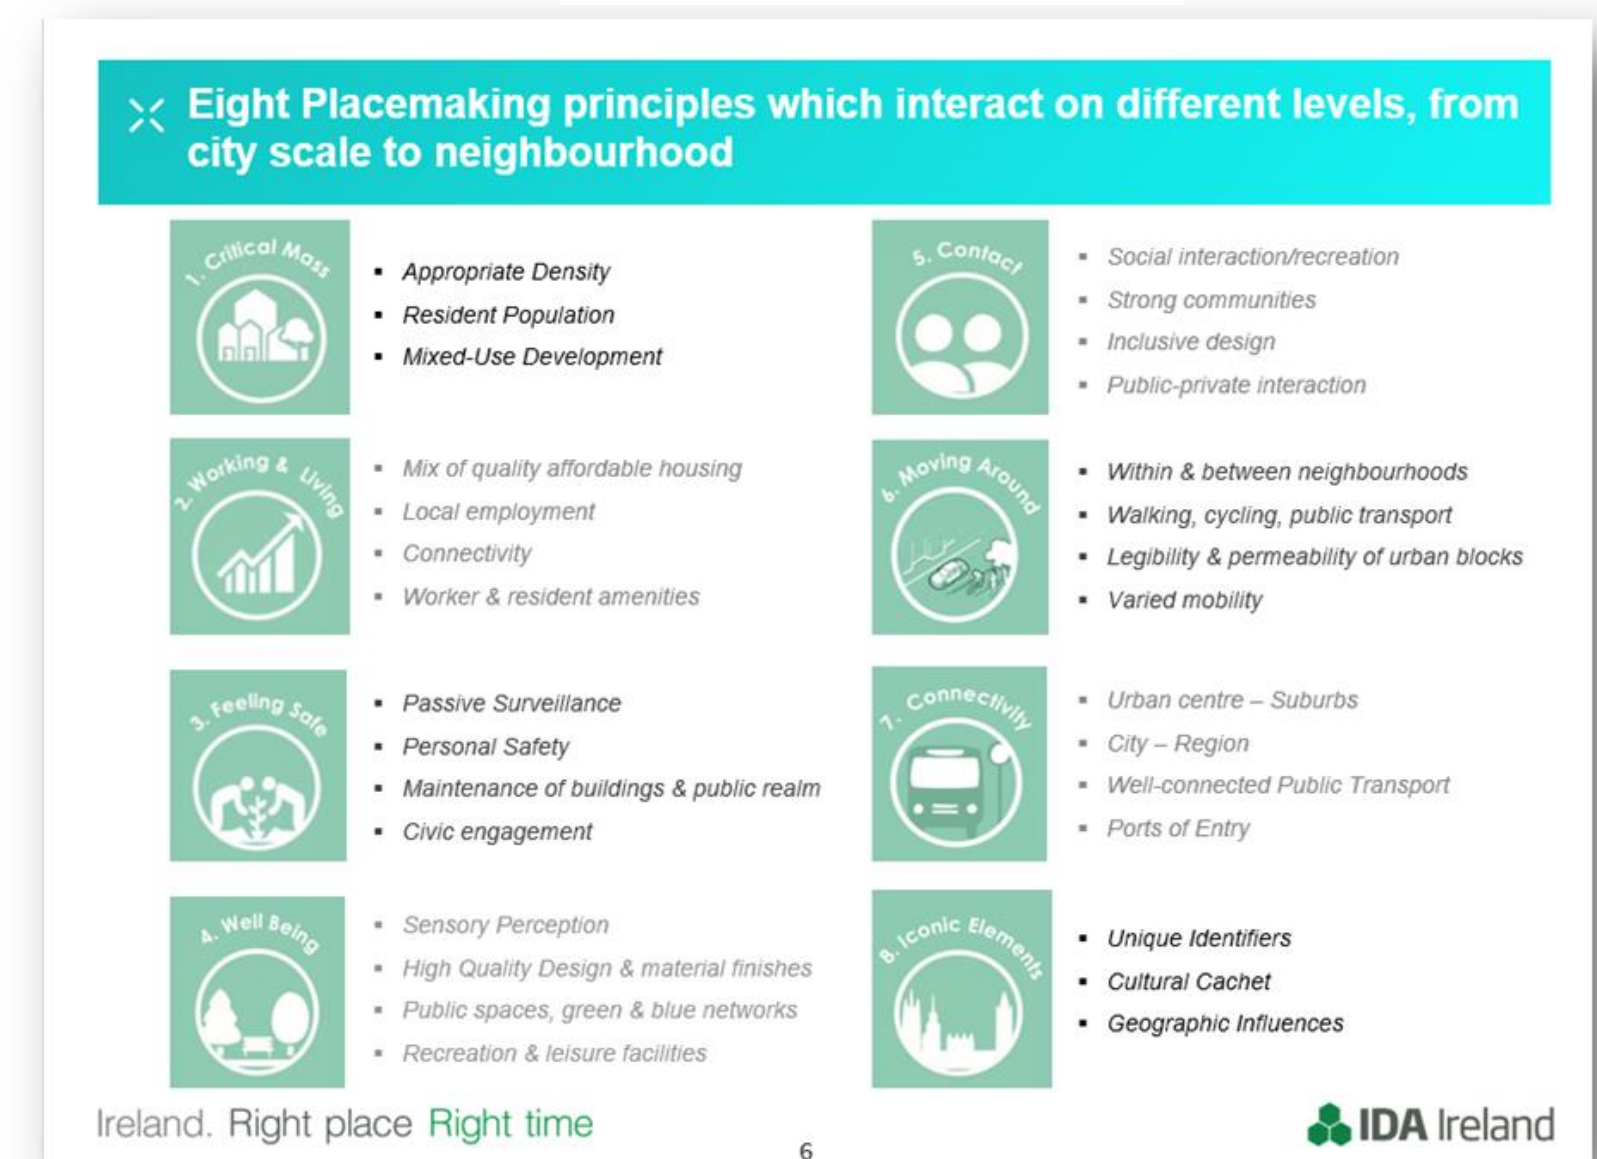 Eight Placemaking principles which interact on different levels, from
city scale to neighbourhood
1. Critical Mass
▪ Appropriate Density
▪ Resident Population
▪ Mixed-Use Development
2. Working & Living
▪ Mix of quality affordable housing
▪ Local employment
▪ Connectivity
▪ Worker & resident amenities
3. Feeling Safe
▪ Passive Surveillance
▪ Personal Safety
▪ Maintenance of buildings & public realm
▪ Civic engagement
4. Well Being
▪ Sensory Perception
▪ High Quality Design & material finishes
▪ Public spaces, green & blue networks
▪ Recreation & leisure facilities
5. Contact
▪ Social interaction/recreation
▪ Strong communities
▪ Inclusive design
▪ Public-private interaction
6. Moving Around
▪ Within & between neighbourhoods
▪ Walking, cycling, public transport
▪ Legibility & permeability of urban blocks
▪ Varied mobility
7. Connectivity
▪ Urban centre – Suburbs
▪ City – Region
▪ Well-connected Public Transport
▪ Ports of Entry
8. Iconic Elements
▪ Unique Identifiers
▪ Cultural Cachet
▪ Geographic Influences
Ireland. Right place Right time
6
IDA Ireland